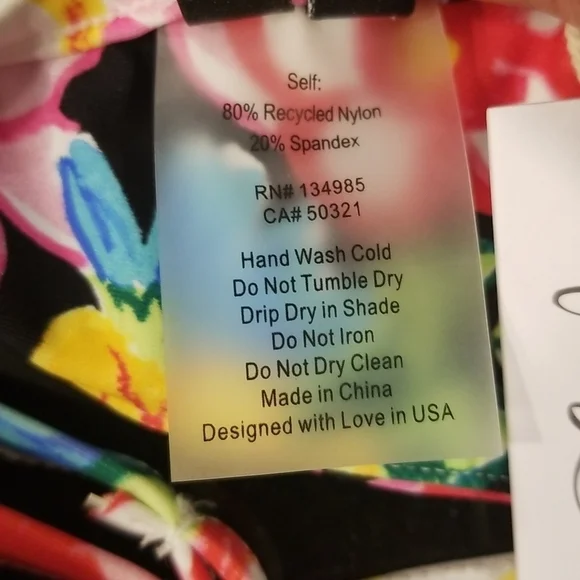 Self:
80% Recycled Nylon
20% Spandex
RN# 134985
CA# 50321
Hand Wash Cold
Do Not Tumble Dry
Drip Dry in Shade
Do Not Iron
Do Not Dry Clean
Made in China
Designed with Love in USA